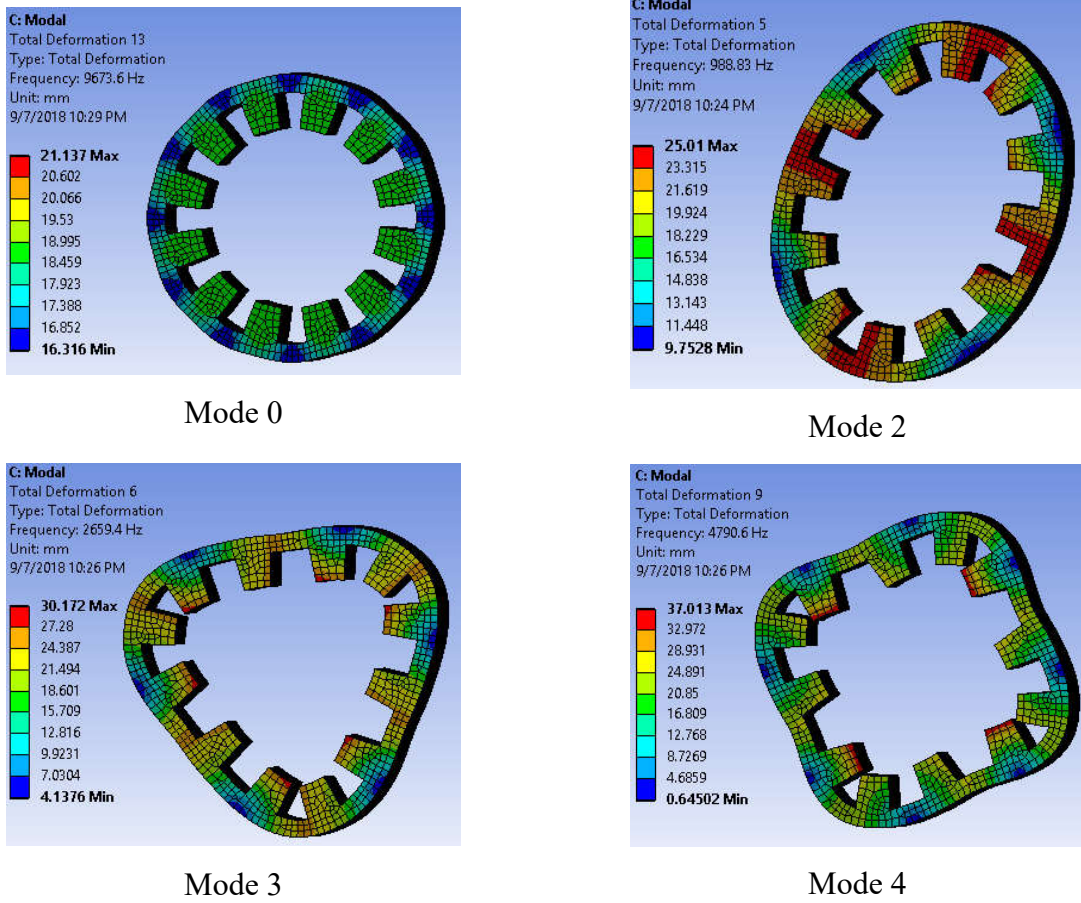 C: Modal
Total Deformation 13
Type: Total Deformation
Frequency: 9673.6 Hz
Unit: mm
9/7/2018 10:29 PM
21.137 Max
20.602
20.066
19.53
18.995
18.459
17.923
17.388
16.852
16.316 Min
Mode 0
C: Modal
Total Deformation 5
Type: Total Deformation
Frequency: 988.83 Hz
Unit: mm
9/7/2018 10:24 PM
25.01 Max
23.315
21.619
19.924
18.229
16.534
14.838
13.143
11.448
9.7528 Min
Mode 2
C: Modal
Total Deformation 6
Type: Total Deformation
Frequency: 2659.4 Hz
Unit: mm
9/7/2018 10:26 PM
30.172 Max
27.28
24.387
21.494
18.601
15.709
12.816
9.9231
7.0304
4.1376 Min
Mode 3
C: Modal
Total Deformation 9
Type: Total Deformation
Frequency: 4790.6 Hz
Unit: mm
9/7/2018 10:26 PM
37.013 Max
32.972
28.931
24.891
20.85
16.809
12.768
8.7269
4.6859
0.64502 Min
Mode 4